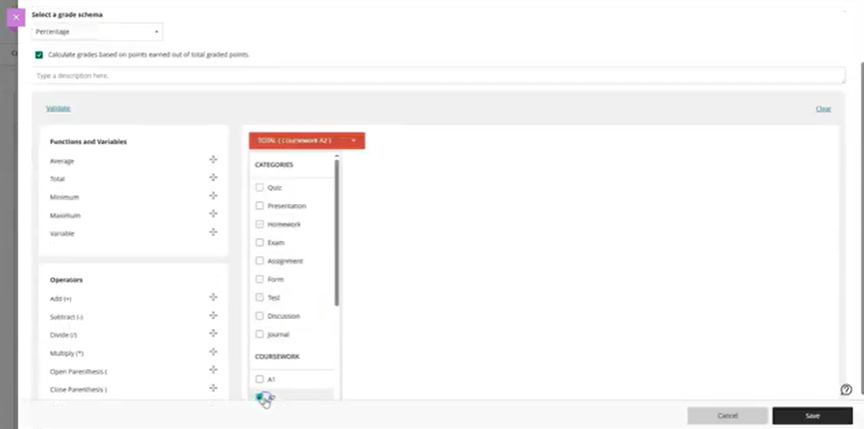 Select a grade schema
Percentage
Calculate grades based on points earned out of total graded points.
Type a description here.
Validate
Clear
Functions and Variables
Average
Total
Minimum
Maximum
Variable
Operators
Add (+)
Subtract (-)
Divide (/)
Multiply (*)
Open Parenthesis (
Close Parenthesis )
TOTAL ( Coursework A2 )
CATEGORIES
Quiz
Presentation
Homework
Exam
Assignment
Form
Test
Discussion
Journal
COURSEWORK
A1
Cancel
Save